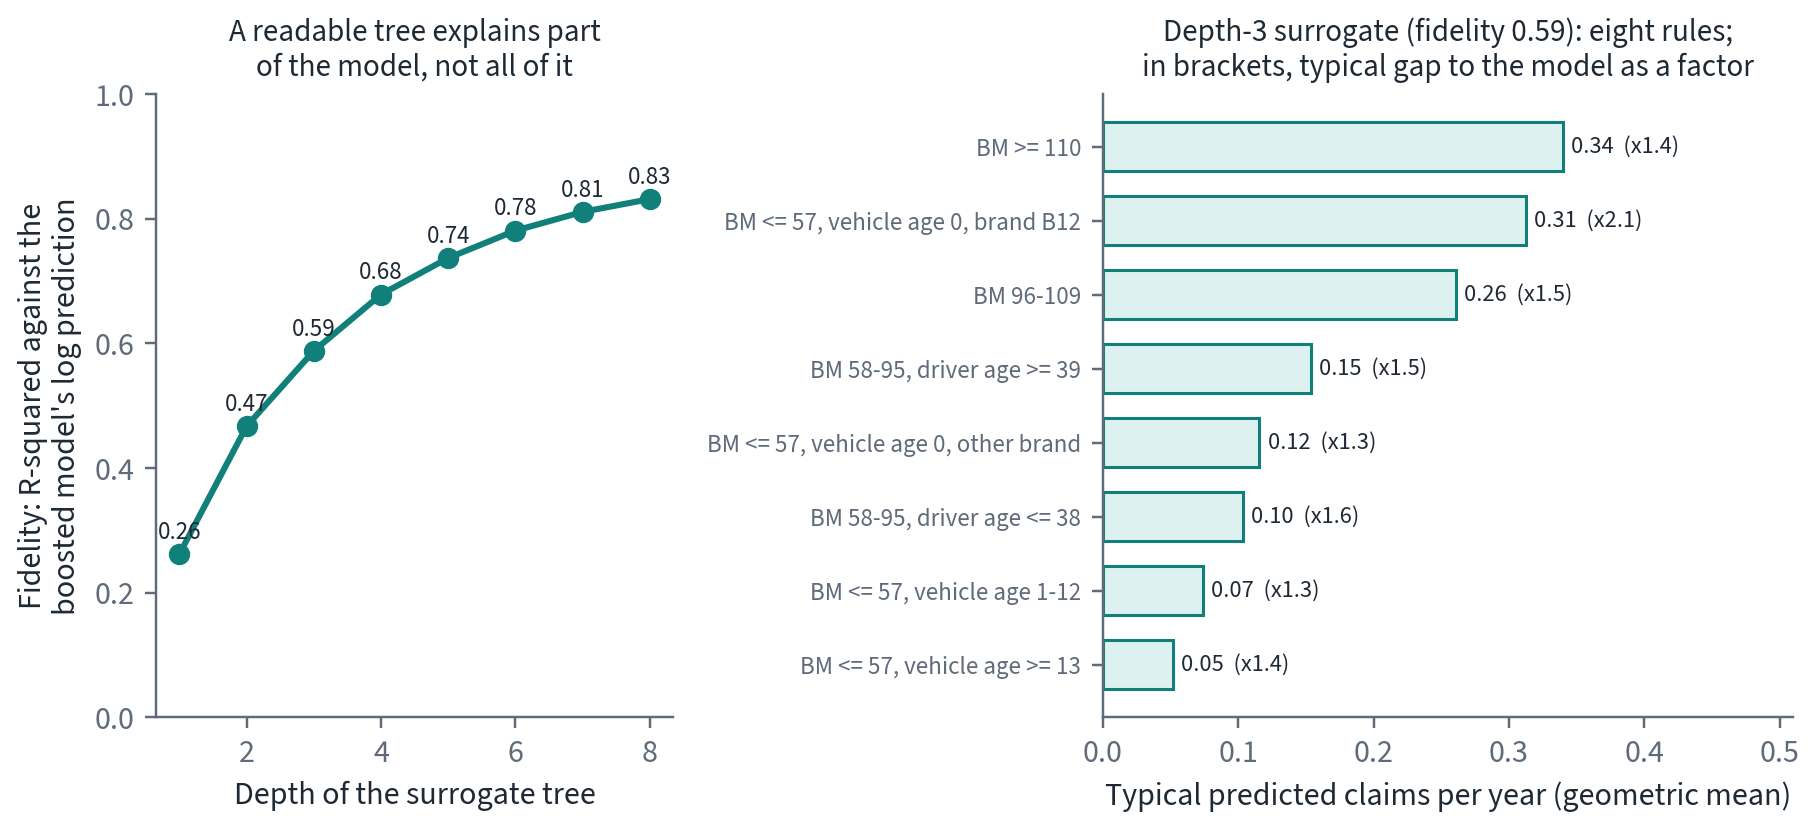 A readable tree explains part
of the model, not all of it
Fidelity: R-squared against the
boosted model's log prediction
1.0
0.8
0.6
0.4
0.2
0.0
0.26
0.47
0.59
0.68
0.74
0.78
0.81
0.83
2
4
6
8
Depth of the surrogate tree
Depth-3 surrogate (fidelity 0.59): eight rules;
in brackets, typical gap to the model as a factor
BM >= 110
0.34 (x1.4)
BM <= 57, vehicle age 0, brand B12
0.31 (x2.1)
BM 96-109
0.26 (x1.5)
BM 58-95, driver age >= 39
0.15 (x1.5)
BM <= 57, vehicle age 0, other brand
0.12 (x1.3)
BM 58-95, driver age <= 38
0.10 (x1.6)
BM <= 57, vehicle age 1-12
0.07 (x1.3)
BM <= 57, vehicle age >= 13
0.05 (x1.4)
0.0
0.1
0.2
0.3
0.4
0.5
Typical predicted claims per year (geometric mean)